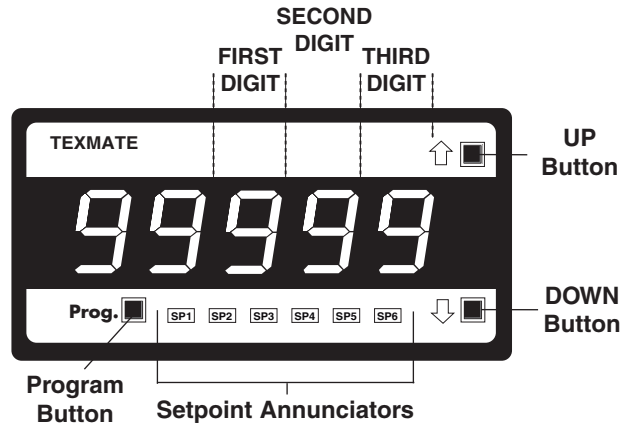 SECOND
DIGIT
FIRST
DIGIT
THIRD
DIGIT
TEXMATE
UP
Button
99999
Prog.
SP1 SP2 SP3 SP4 SP5 SP6
DOWN
Button
Program
Button
Setpoint Annunciators